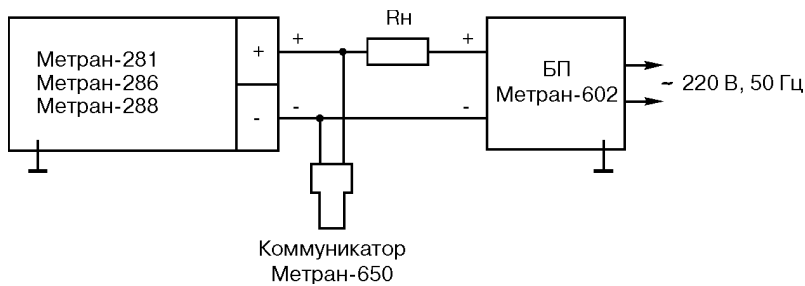 Rн
Метран-281
Метран-286
Метран-288
+
-
+
-
+
-
БП
Метран-602
~ 220 В, 50 Гц
Коммуникатор
Метран-650